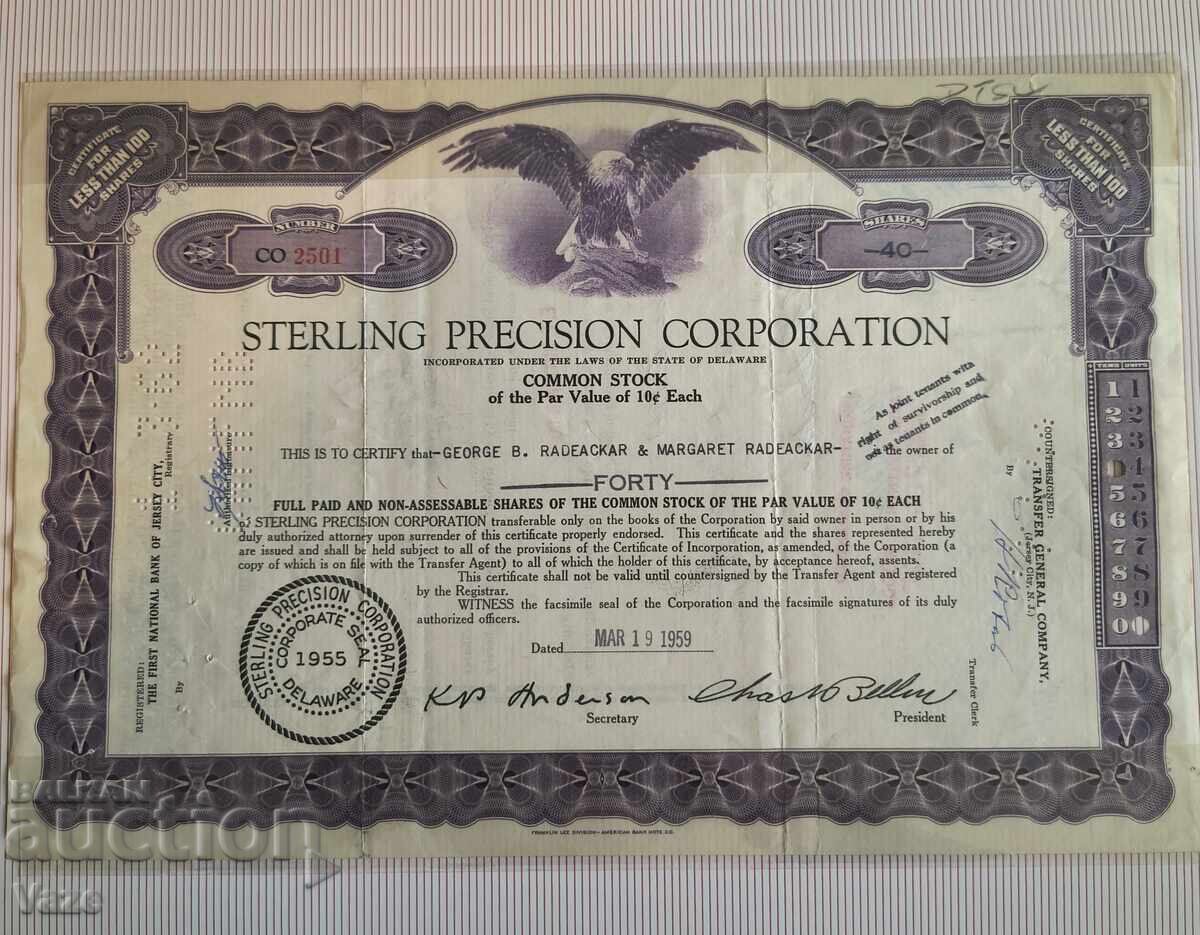 DTSU
CERTIFICATE
FOR
LESS THAN 100
SHARES
CERTIFICATE
FOR
LESS THAN 100
SHARES
NUMBER
CO 2501
SHARES
—40—
STERLING PRECISION CORPORATION
INCORPORATED UNDER THE LAWS OF THE STATE OF DELAWARE
COMMON STOCK
of the Par Value of 10¢ Each
As joint tenants with
right of survivorship and
not as tenants in common,
THIS IS TO CERTIFY that -GEORGE B. RADEACKAR & MARGARET RADEACKAR- is the owner of
FORTY
FULL PAID AND NON-ASSESSABLE SHARES OF THE COMMON STOCK OF THE PAR VALUE OF 10¢ EACH
of STERLING PRECISION CORPORATION transferable only on the books of the Corporation by said owner in person or by his
duly authorized attorney upon surrender of this certificate properly endorsed. This certificate and the shares represented hereby
are issued and shall be held subject to all of the provisions of the Certificate of Incorporation, as amended, of the Corporation (a
copy of which is on file with the Transfer Agent) to all of which the holder of this certificate, by acceptance hereof, assents.
This certificate shall not be valid until countersigned by the Transfer Agent and registered
by the Registrar.
WITNESS the facsimile seal of the Corporation and the facsimile signatures of its duly
authorized officers.
Dated MAR 19 1959
Secretary
President
STERLING PRECISION CORPORATION
CORPORATE SEAL
1955
DELAWARE
REGISTERED:
THE FIRST NATIONAL BANK OF JERSEY CITY,
Registrar
By
Authorized Signature
COUNTERSIGNED:
TRANSFER GENERAL COMPANY,
(Jersey City, N. J.)
By
Transfer Clerk
TENS UNITS
1 1
2 2
3 3
4
5 5
6 6
7 7
8 8
9 9
0
FRANKLIN LEE DIVISION - AMERICAN BANK NOTE CO.
BALKAN
auction
Vaze